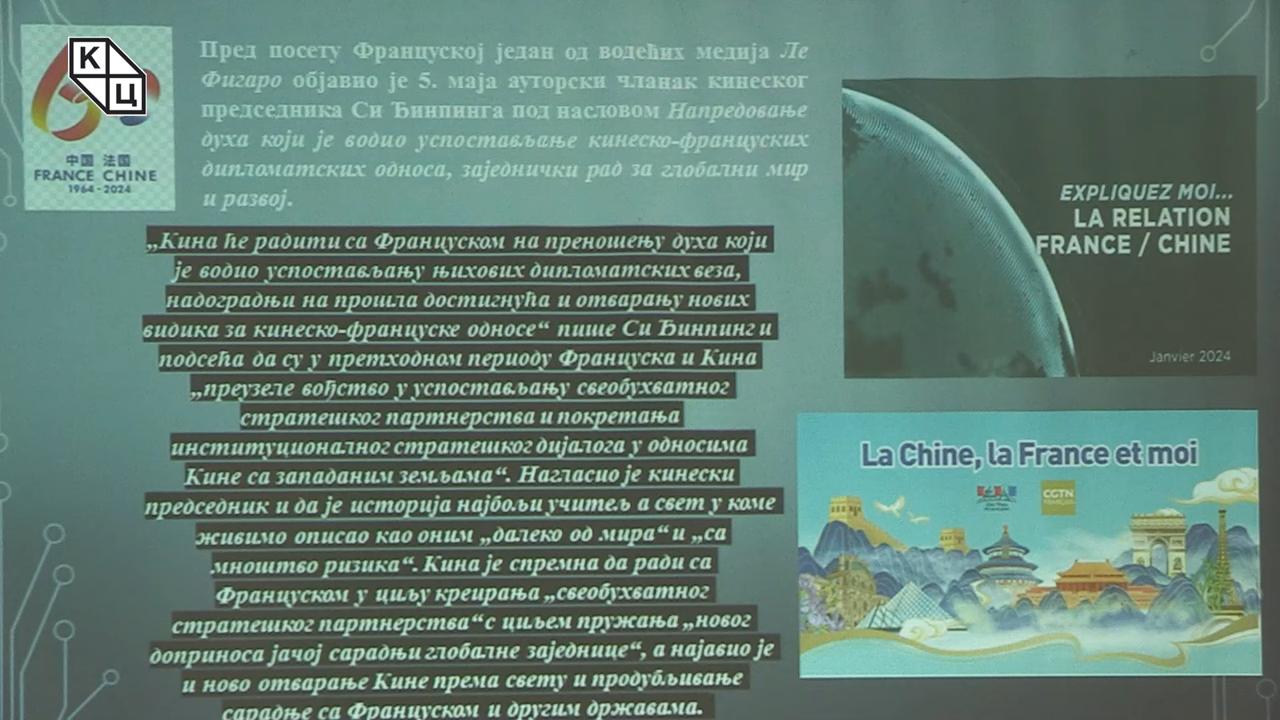 К
Ц
中国 法国
FRANCE CHINE
1964 - 2024
Пред посету Француској један од водећих медија Ле
Фигаро објавио је 5. маја ауторски чланак кинеског
председника Си Ђинпинга под насловом Напредовање
духа који је водио успостављање кинеско-француских
дипломатских односа, заједнички рад за глобални мир
и развој.
„Кина ће радити са Француском на преношењу духа који
је водио успостављању њихових дипломатских веза,
надоградњи на прошла достигнућа и отварању нових
видика за кинеско-француске односе“ пише Си Ђинпинг и
подсећа да су у претходном периоду Француска и Кина
„преузеле вођство у успостављању свеобухватног
стратешког партнерства и покретања
институционалног стратешког дијалога у односима
Кине са западаним земљама“. Нагласио је кинески
председник и да је историја најбољи учитељ а свет у коме
живимо описао као оним „далеко од мира“ и „са
мноштво ризика“. Кина је спремна да ради са
Француском у циљу креирања „свеобухватног
стратешког партнерства“ с циљем пружања „новог
доприноса јачој сарадњи глобалне заједнице“, а најавио је
и ново отварање Кине према свету и продубљивање
сарадње са Француском и другим државама.
EXPLIQUEZ MOI...
LA RELATION
FRANCE / CHINE
Janvier 2024
La Chine, la France et moi
CGTN